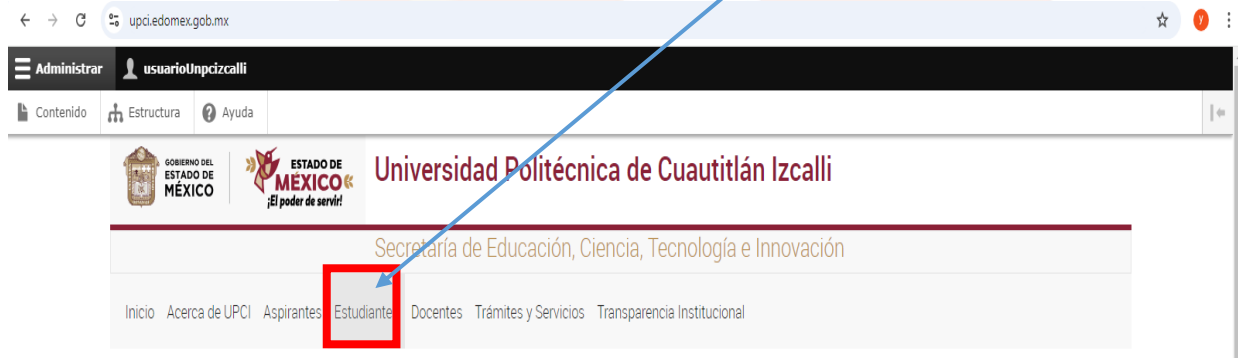 upci.edomex.gob.mx
y
Administrar usuarioUnpcizcalli
Contenido Estructura Ayuda
GOBIERNO DEL
ESTADO DE
MÉXICO
ESTADO DE
MÉXICO
¡El poder de servir!
Universidad Politécnica de Cuautitlán Izcalli
Secretaría de Educación, Ciencia, Tecnología e Innovación
Inicio Acerca de UPCI Aspirantes Estudiantes Docentes Trámites y Servicios Transparencia Institucional